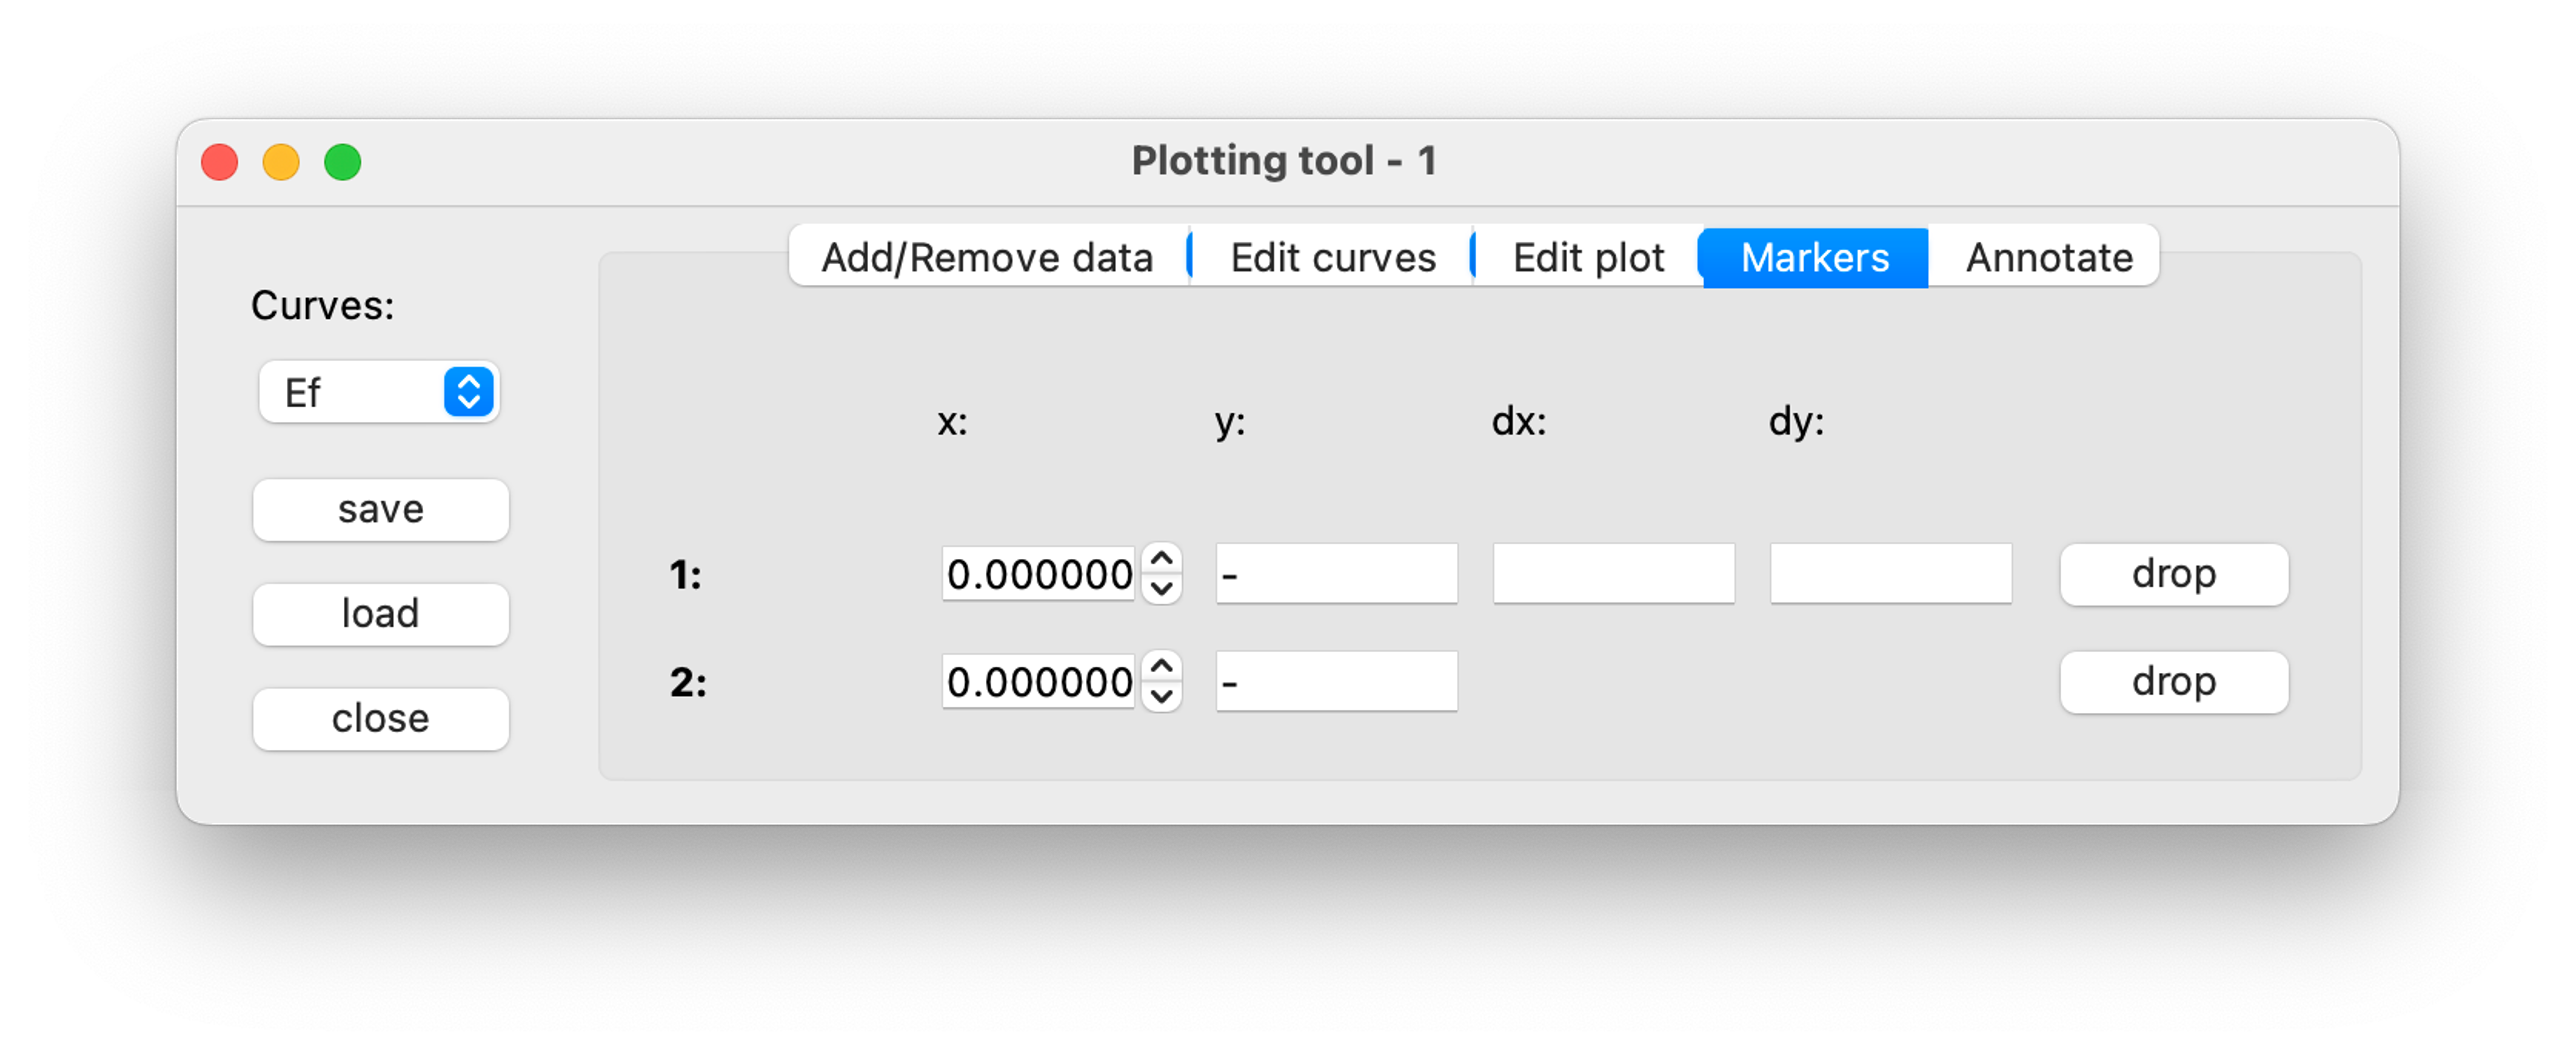 Plotting tool - 1
Add/Remove data Edit curves Edit plot Markers Annotate
Curves:
Ef
save
load
close
x: y: dx: dy:
1: 0.000000 - drop
2: 0.000000 - drop